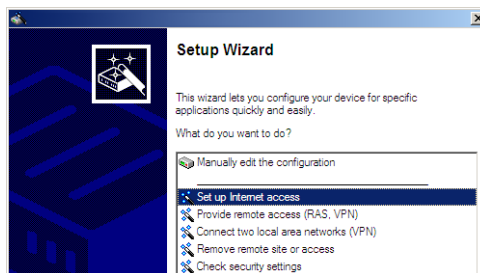 Setup Wizard
This wizard lets you configure your device for specific
applications quickly and easily.
What do you want to do?
Manually edit the configuration
Set up Internet access
Provide remote access (RAS, VPN)
Connect two local area networks (VPN)
Remove remote site or access
Check security settings